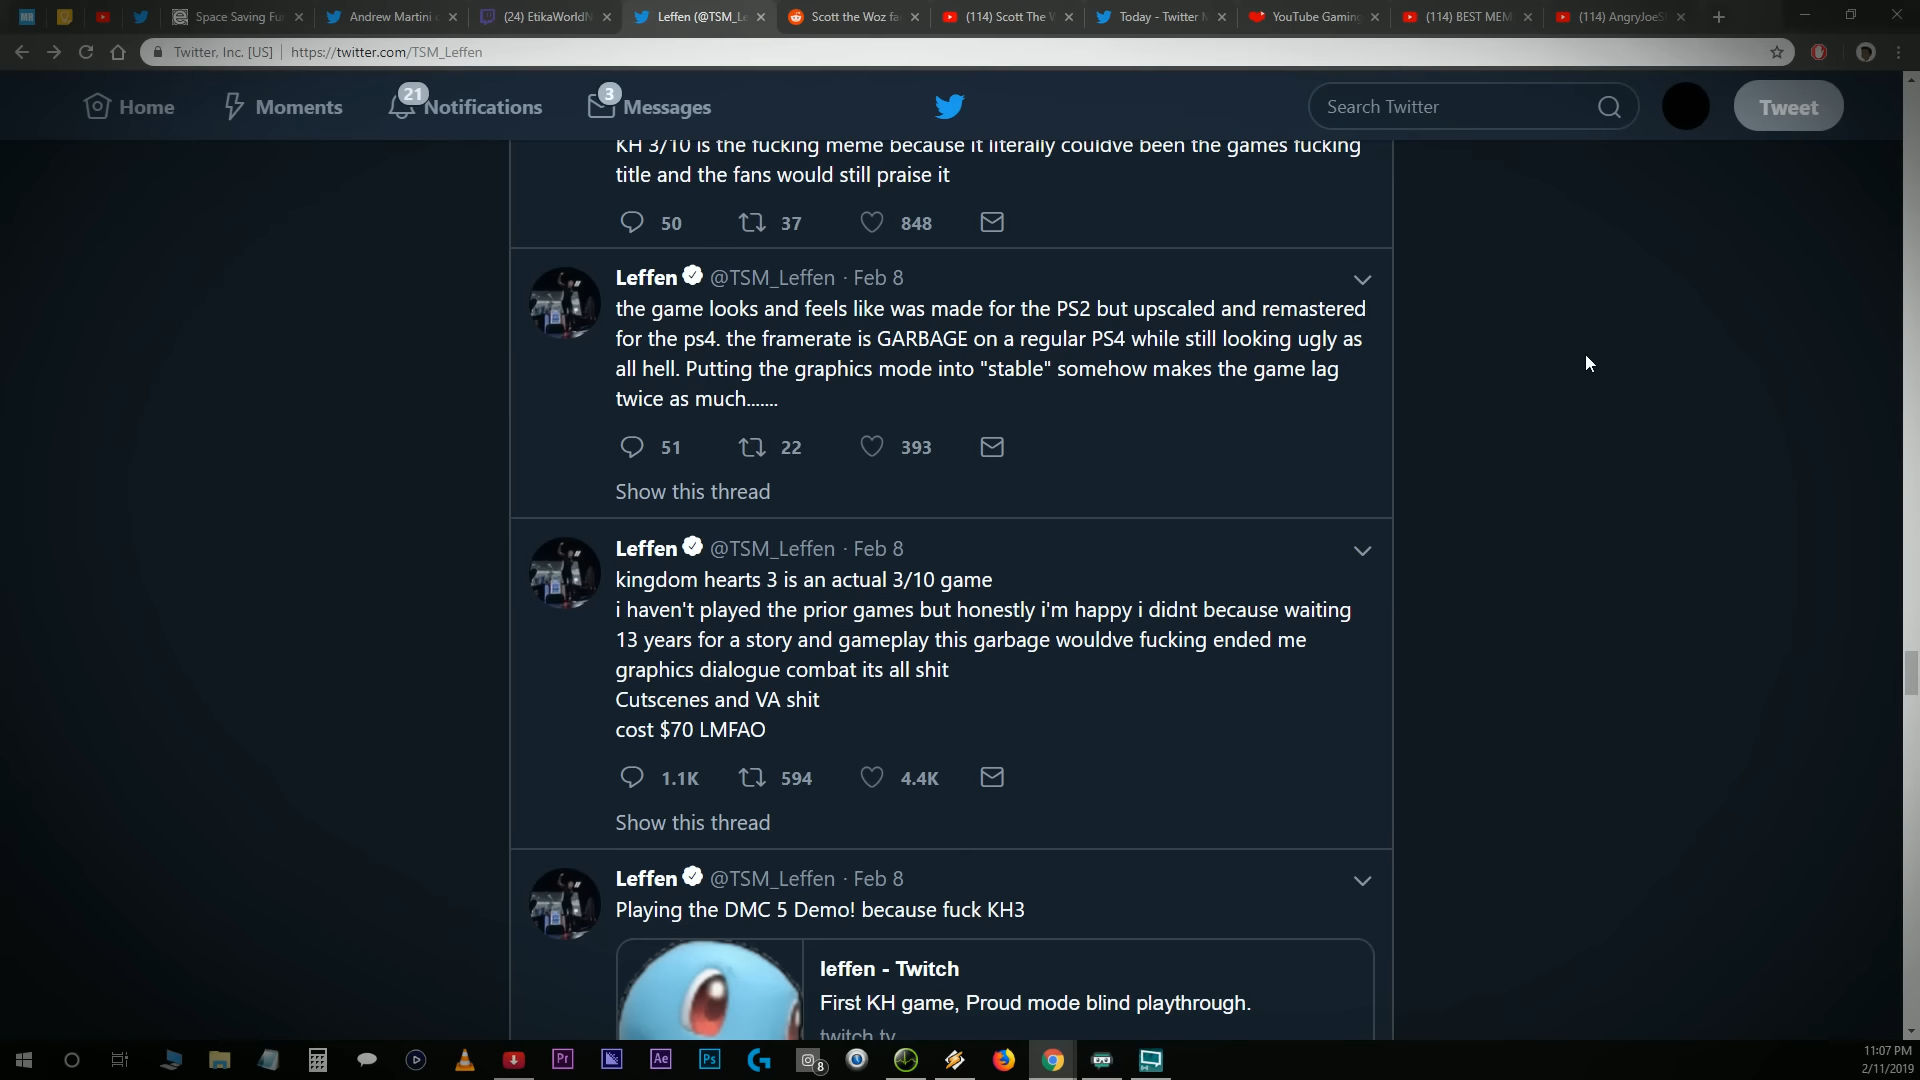 Space Saving Fu
Andrew Martini
(24) EtikaWorldN
Leffen (@TSM_Le
Scott the Woz fa
(114) Scott The W
Today - Twitter M
YouTube Gaming
(114) BEST MEM
(114) AngryJoeS
Twitter, Inc. [US] https://twitter.com/TSM_Leffen
Home
Moments
21
Notifications
3
Messages
Search Twitter
Tweet
KH 3/10 is the fucking meme because it literally couldve been the games fucking
title and the fans would still praise it
50 37 848
Leffen @TSM_Leffen · Feb 8
the game looks and feels like was made for the PS2 but upscaled and remastered
for the ps4. the framerate is GARBAGE on a regular PS4 while still looking ugly as
all hell. Putting the graphics mode into "stable" somehow makes the game lag
twice as much.......
51 22 393
Show this thread
Leffen @TSM_Leffen · Feb 8
kingdom hearts 3 is an actual 3/10 game
i haven't played the prior games but honestly i'm happy i didnt because waiting
13 years for a story and gameplay this garbage wouldve fucking ended me
graphics dialogue combat its all shit
Cutscenes and VA shit
cost $70 LMFAO
1.1K 594 4.4K
Show this thread
Leffen @TSM_Leffen · Feb 8
Playing the DMC 5 Demo! because fuck KH3
leffen - Twitch
First KH game, Proud mode blind playthrough.
twitch.tv
Pr
Ae
Ps
8
11:07 PM
2/11/2019